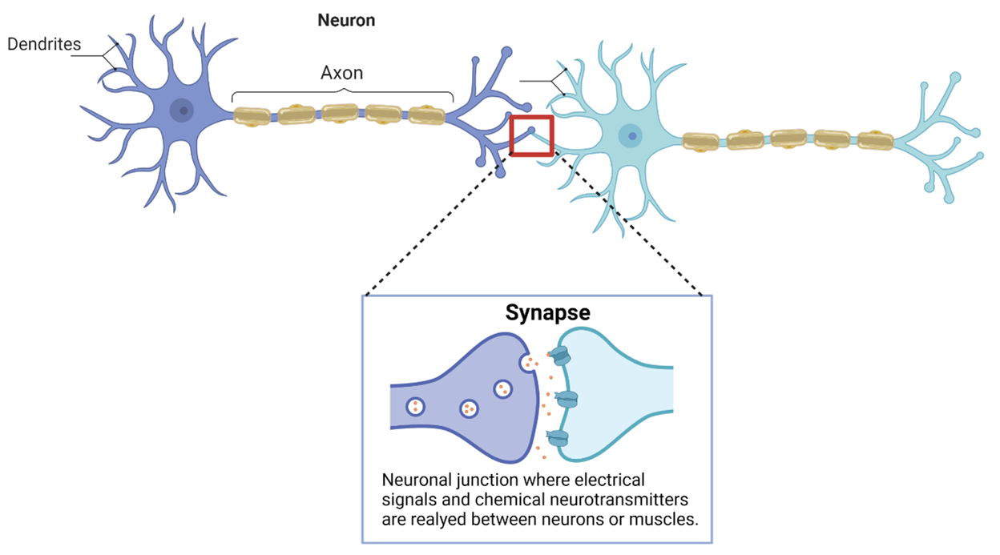 Neuron
Dendrites
Axon
Synapse
Neuronal junction where electrical
signals and chemical neurotransmitters
are realyed between neurons or muscles.